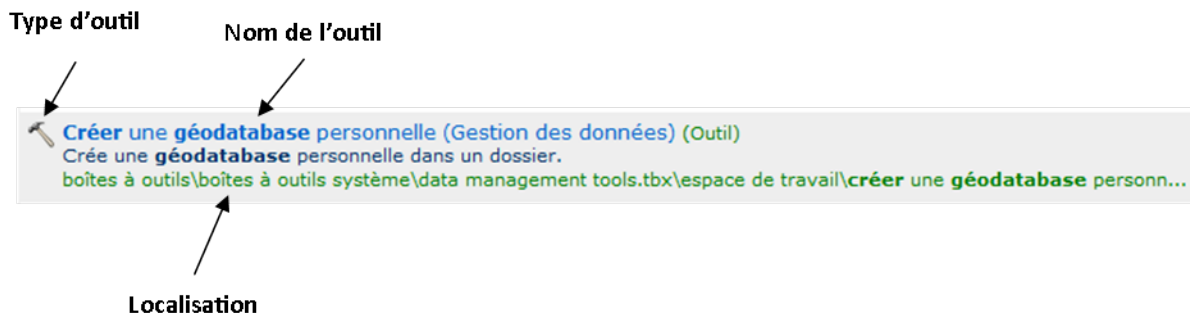 Type d'outil
Nom de l'outil
Créer une géodatabase personnelle (Gestion des données) (Outil)
Crée une géodatabase personnelle dans un dossier.
boîtes à outils\boîtes à outils système\data management tools.tbx\espace de travail\créer une géodatabase personn...
Localisation